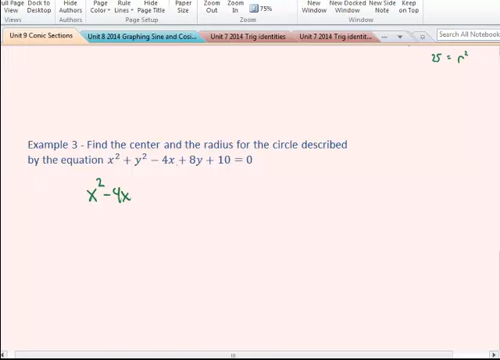 Full Page View
Dock to Desktop
Hide Authors
Page Color
Rule Lines
Hide Page Title
Paper Size
Zoom Out
Zoom In
75%
New Window
New Docked Window
New Side Note
Keep on Top
Views
Authors
Page Setup
Zoom
Window
Unit 9 Conic Sections
Unit 8 2014 Graphing Sine and Cosi...
Unit 7 2014 Trig identities
Unit 7 2014 Trig identit...
Search All Notebook
25 = r²
Example 3 - Find the center and the radius for the circle described
by the equation x² + y² − 4x + 8y + 10 = 0
x² - 4x